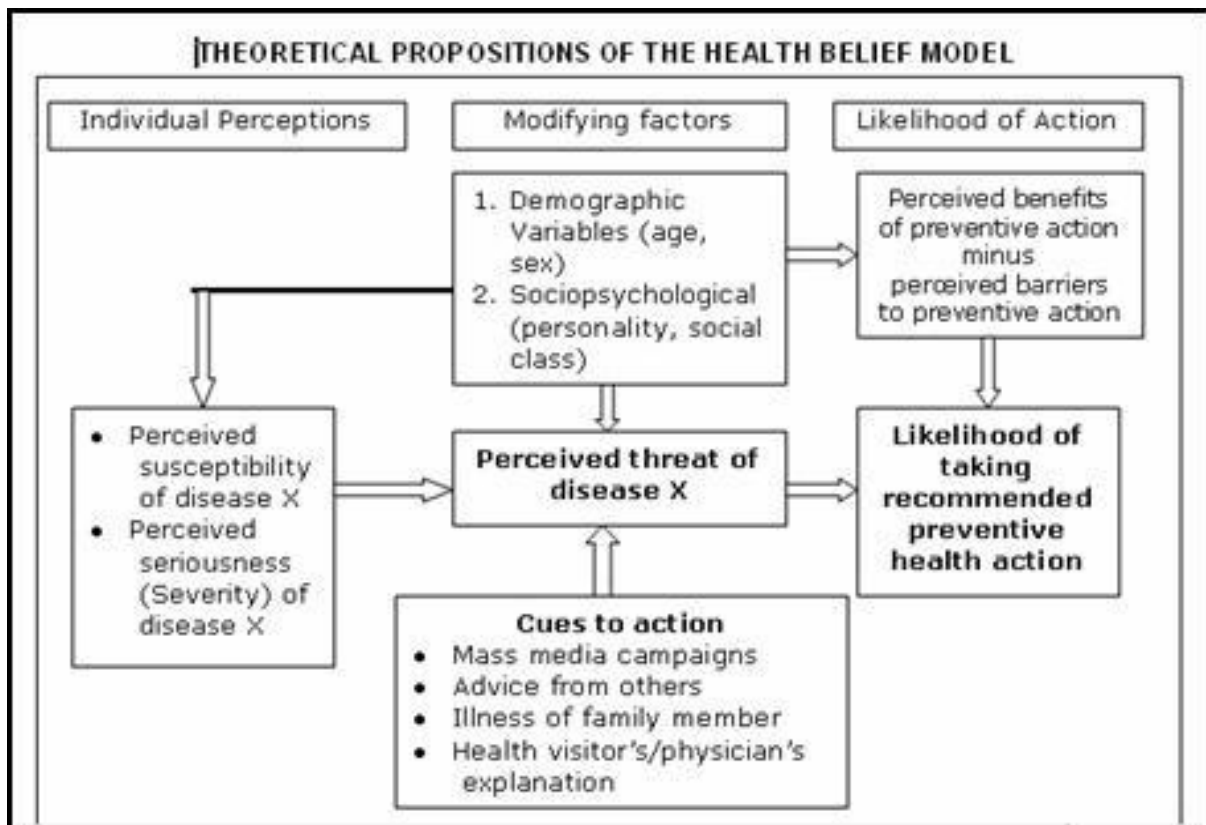 THEORETICAL PROPOSITIONS OF THE HEALTH BELIEF MODEL
Individual Perceptions
Modifying factors
Likelihood of Action
1. Demographic
Variables (age,
sex)
2. Sociopsychological
(personality, social
class)
Perceived benefits
of preventive action
minus
perceived barriers
to preventive action
• Perceived
susceptibility
of disease X
• Perceived
seriousness
(Severity) of
disease X
Perceived threat of
disease X
Likelihood of
taking
recommended
preventive
health action
Cues to action
• Mass media campaigns
• Advice from others
• Illness of family member
• Health visitor's/physician's
explanation